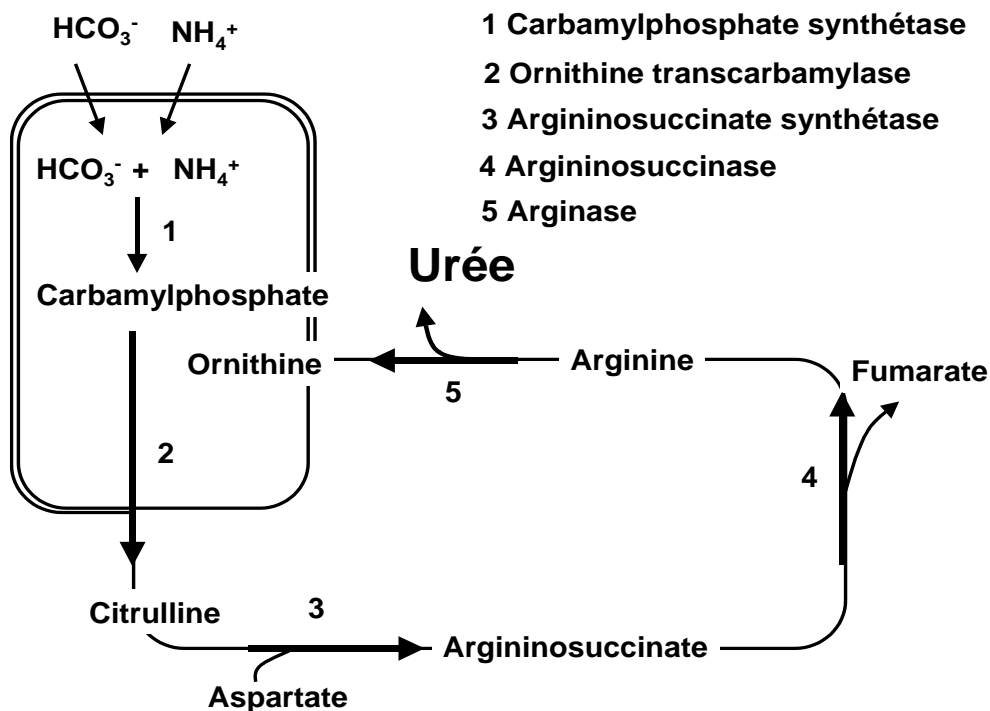 HCO₃⁻ NH₄⁺
1 Carbamylphosphate synthétase
2 Ornithine transcarbamylase
3 Argininosuccinate synthétase
4 Argininosuccinase
5 Arginase
HCO₃⁻ + NH₄⁺
1
Carbamylphosphate
Urée
Ornithine
5
Arginine
Fumarate
2
4
Citrulline
3
Argininosuccinate
Aspartate